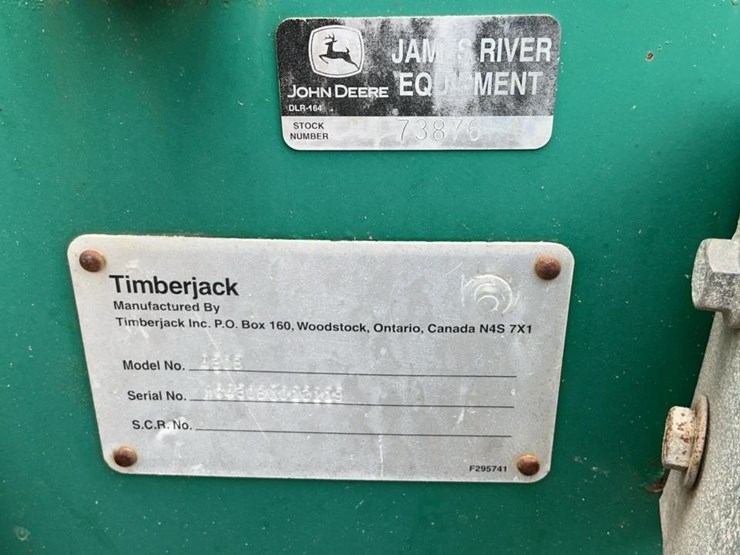 JOHN DEERE
DLR-164
JAMES RIVER
EQUIPMENT
STOCK
NUMBER 73876
Timberjack
Manufactured By
Timberjack Inc. P.O. Box 160, Woodstock, Ontario, Canada N4S 7X1
Model No.
Serial No.
S.C.R. No.
F295741